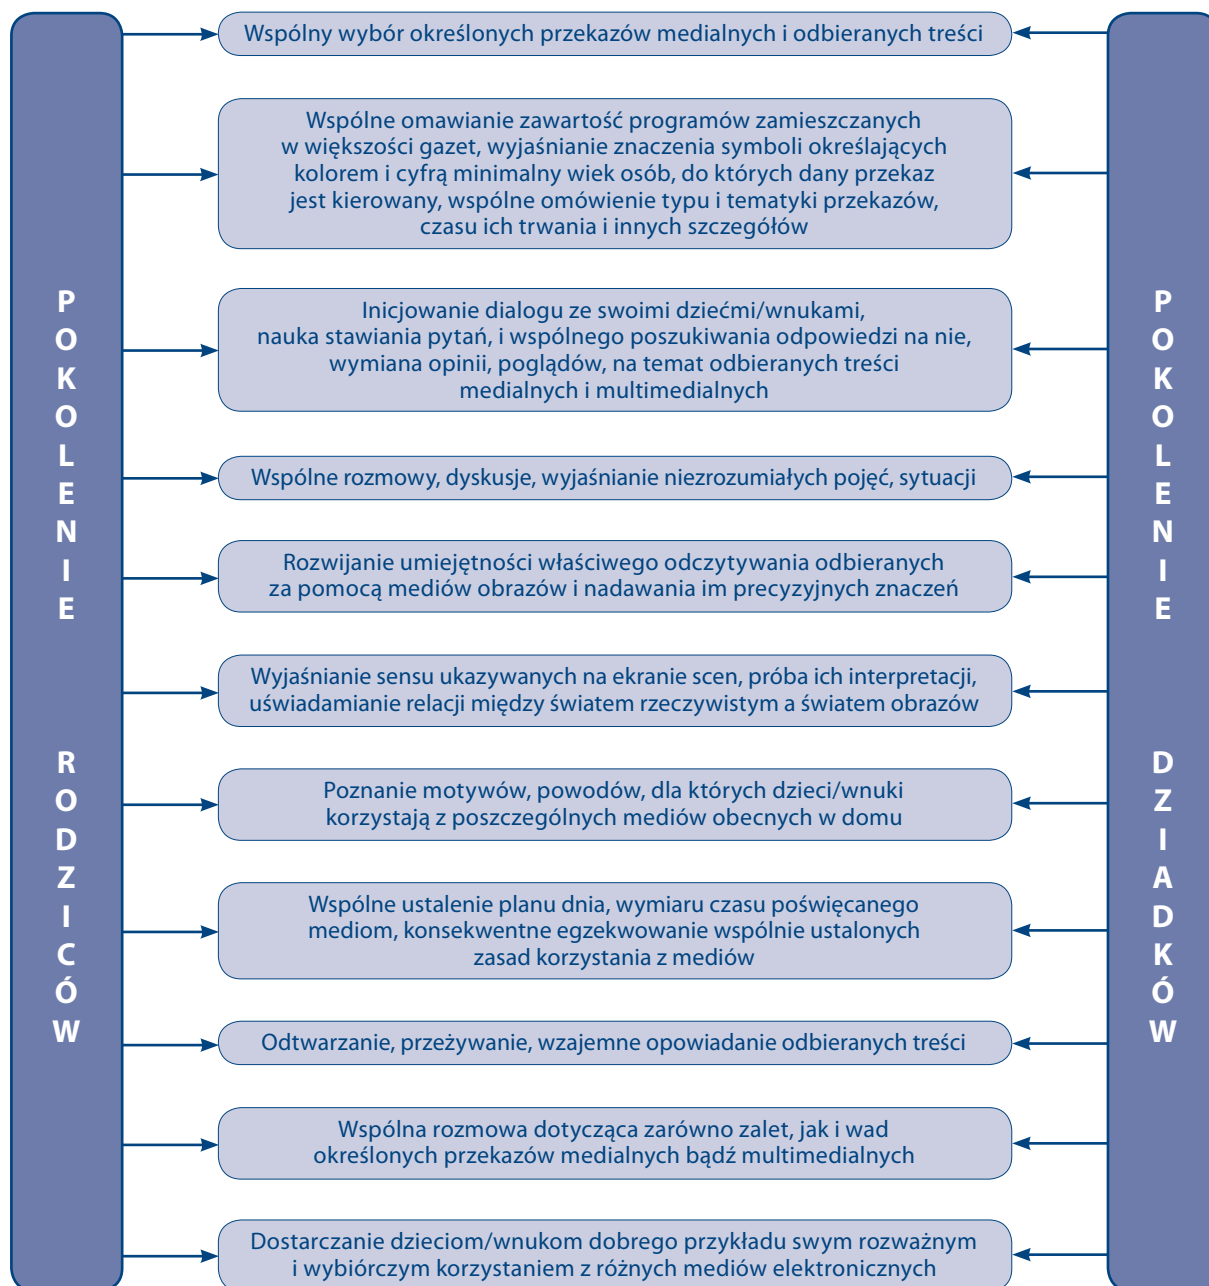 POKOLENIE RODZICÓW
Wspólny wybór określonych przekazów medialnych i odbieranych treści
Wspólne omawianie zawartość programów zamieszczanych
w większości gazet, wyjaśnianie znaczenia symboli określających
kolorem i cyfrą minimalny wiek osób, do których dany przekaz
jest kierowany, wspólne omówienie typu i tematyki przekazów,
czasu ich trwania i innych szczegółów
Inicjowanie dialogu ze swoimi dziećmi/wnukami,
nauka stawiania pytań, i wspólnego poszukiwania odpowiedzi na nie,
wymiana opinii, poglądów, na temat odbieranych treści
medialnych i multimedialnych
Wspólne rozmowy, dyskusje, wyjaśnianie niezrozumiałych pojęć, sytuacji
Rozwijanie umiejętności właściwego odczytywania odbieranych
za pomocą mediów obrazów i nadawania im precyzyjnych znaczeń
Wyjaśnianie sensu ukazywanych na ekranie scen, próba ich interpretacji,
uświadamianie relacji między światem rzeczywistym a światem obrazów
Poznanie motywów, powodów, dla których dzieci/wnuki
korzystają z poszczególnych mediów obecnych w domu
Wspólne ustalenie planu dnia, wymiaru czasu poświęcanego
mediom, konsekwentne egzekwowanie wspólnie ustalonych
zasad korzystania z mediów
Odtwarzanie, przeżywanie, wzajemne opowiadanie odbieranych treści
Wspólna rozmowa dotycząca zarówno zalet, jak i wad
określonych przekazów medialnych bądź multimedialnych
Dostarczanie dzieciom/wnukom dobrego przykładu swym rozważnym
i wybiórczym korzystaniem z różnych mediów elektronicznych
POKOLENIE DZIADKÓW